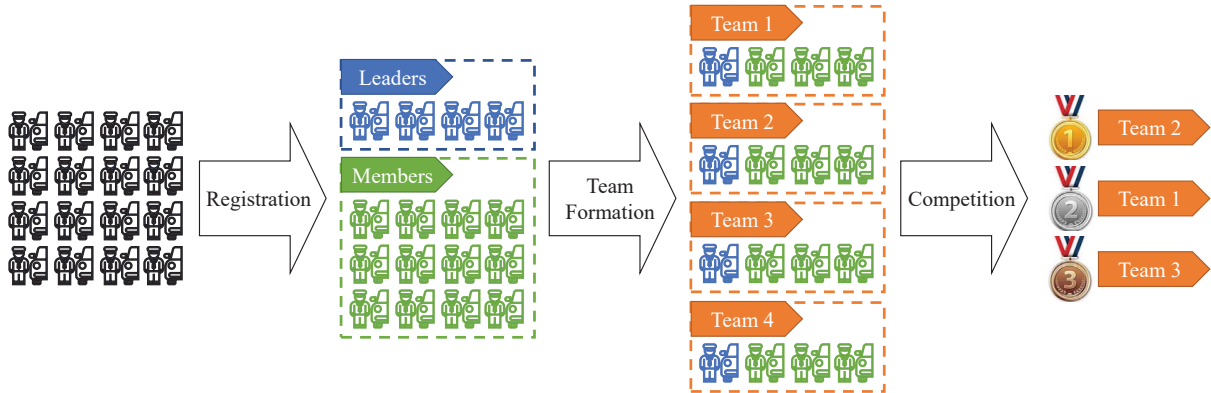 Registration
Leaders
Members
Team
Formation
Team 1
Team 2
Team 3
Team 4
Competition
1
Team 2
2
Team 1
3
Team 3